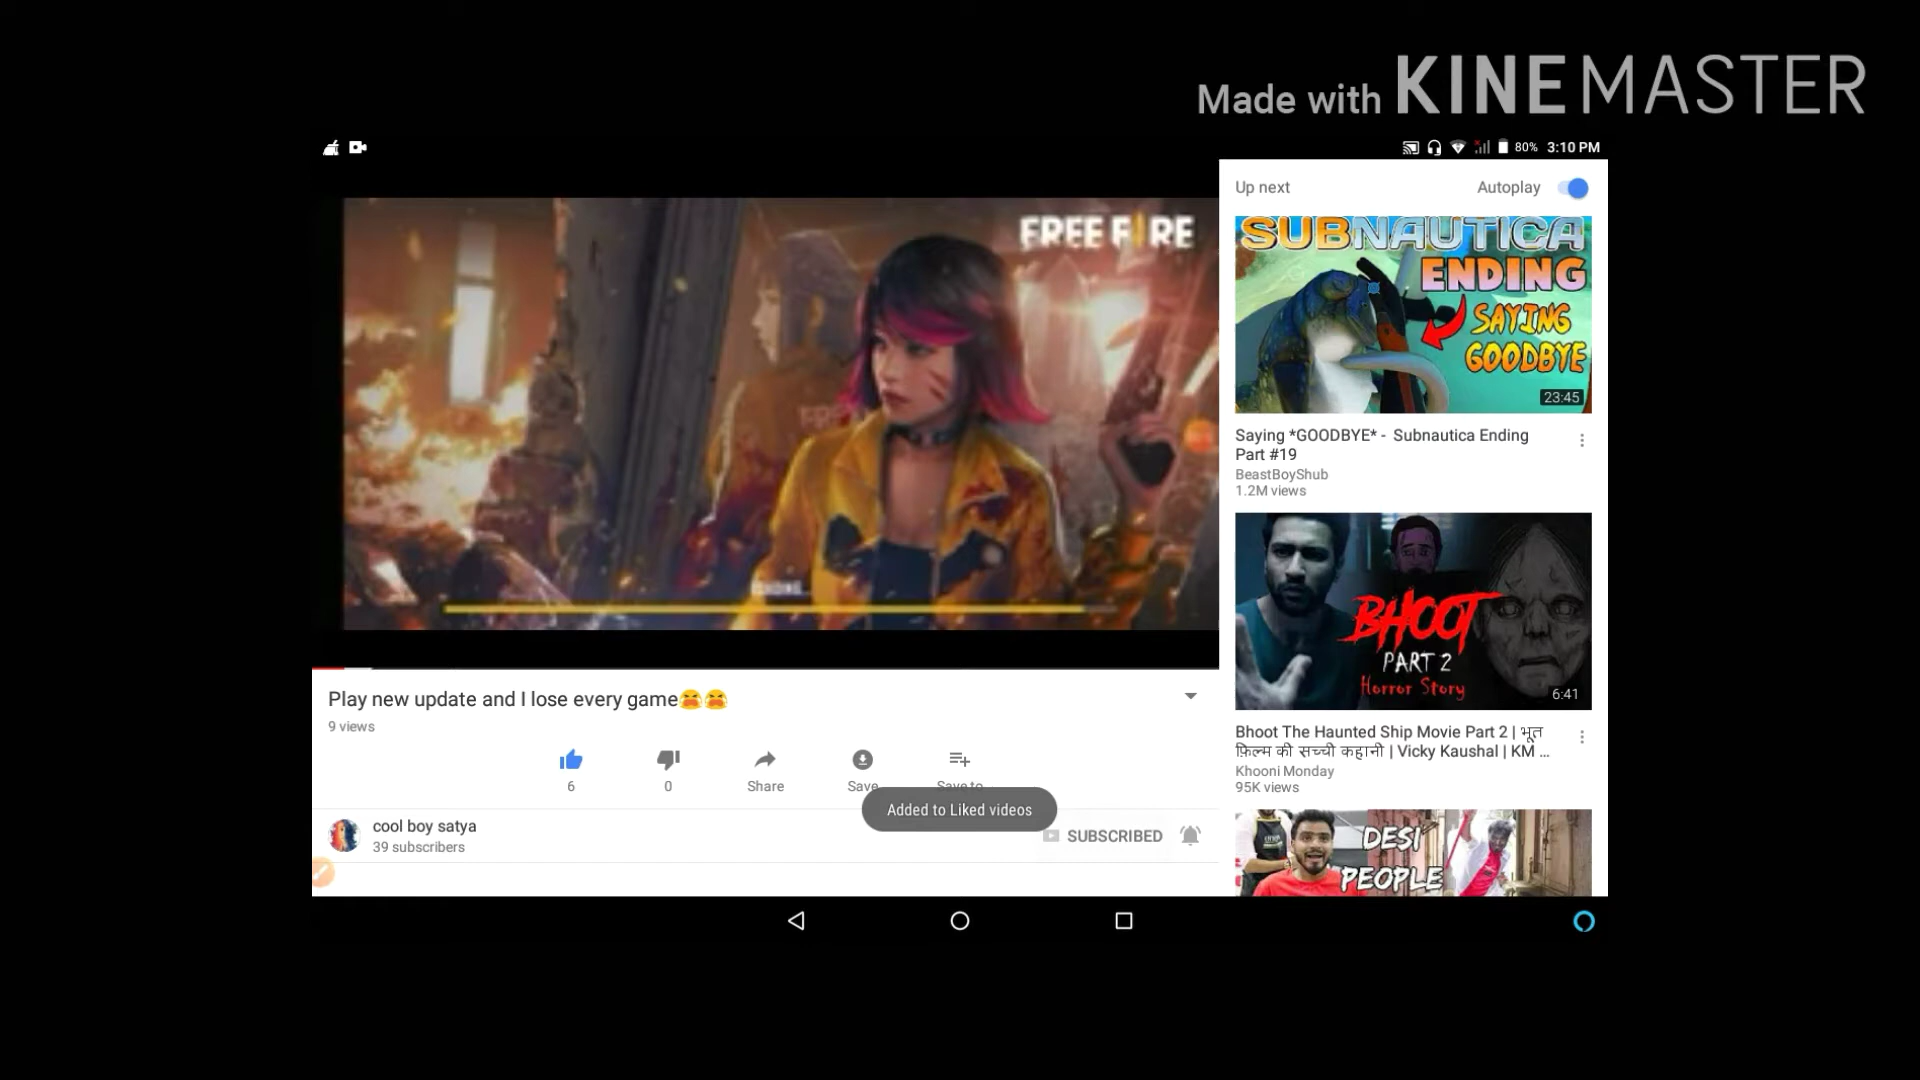 Made with KINEMASTER
80% 3:10 PM
FREE FIRE
Play new update and I lose every game😫😫
9 views
6
0
Share
Save
Save to
Added to Liked videos
cool boy satya
39 subscribers
SUBSCRIBED
Up next
Autoplay
SUBNAUTICA
ENDING
SAYING
GOODBYE
23:45
Saying *GOODBYE* - Subnautica Ending
Part #19
BeastBoyShub
1.2M views
BHOOT
PART 2
Horror Story
6:41
Bhoot The Haunted Ship Movie Part 2 | भूत
फ़िल्म की सच्ची कहानी | Vicky Kaushal | KM ...
Khooni Monday
95K views
DESI
PEOPLE